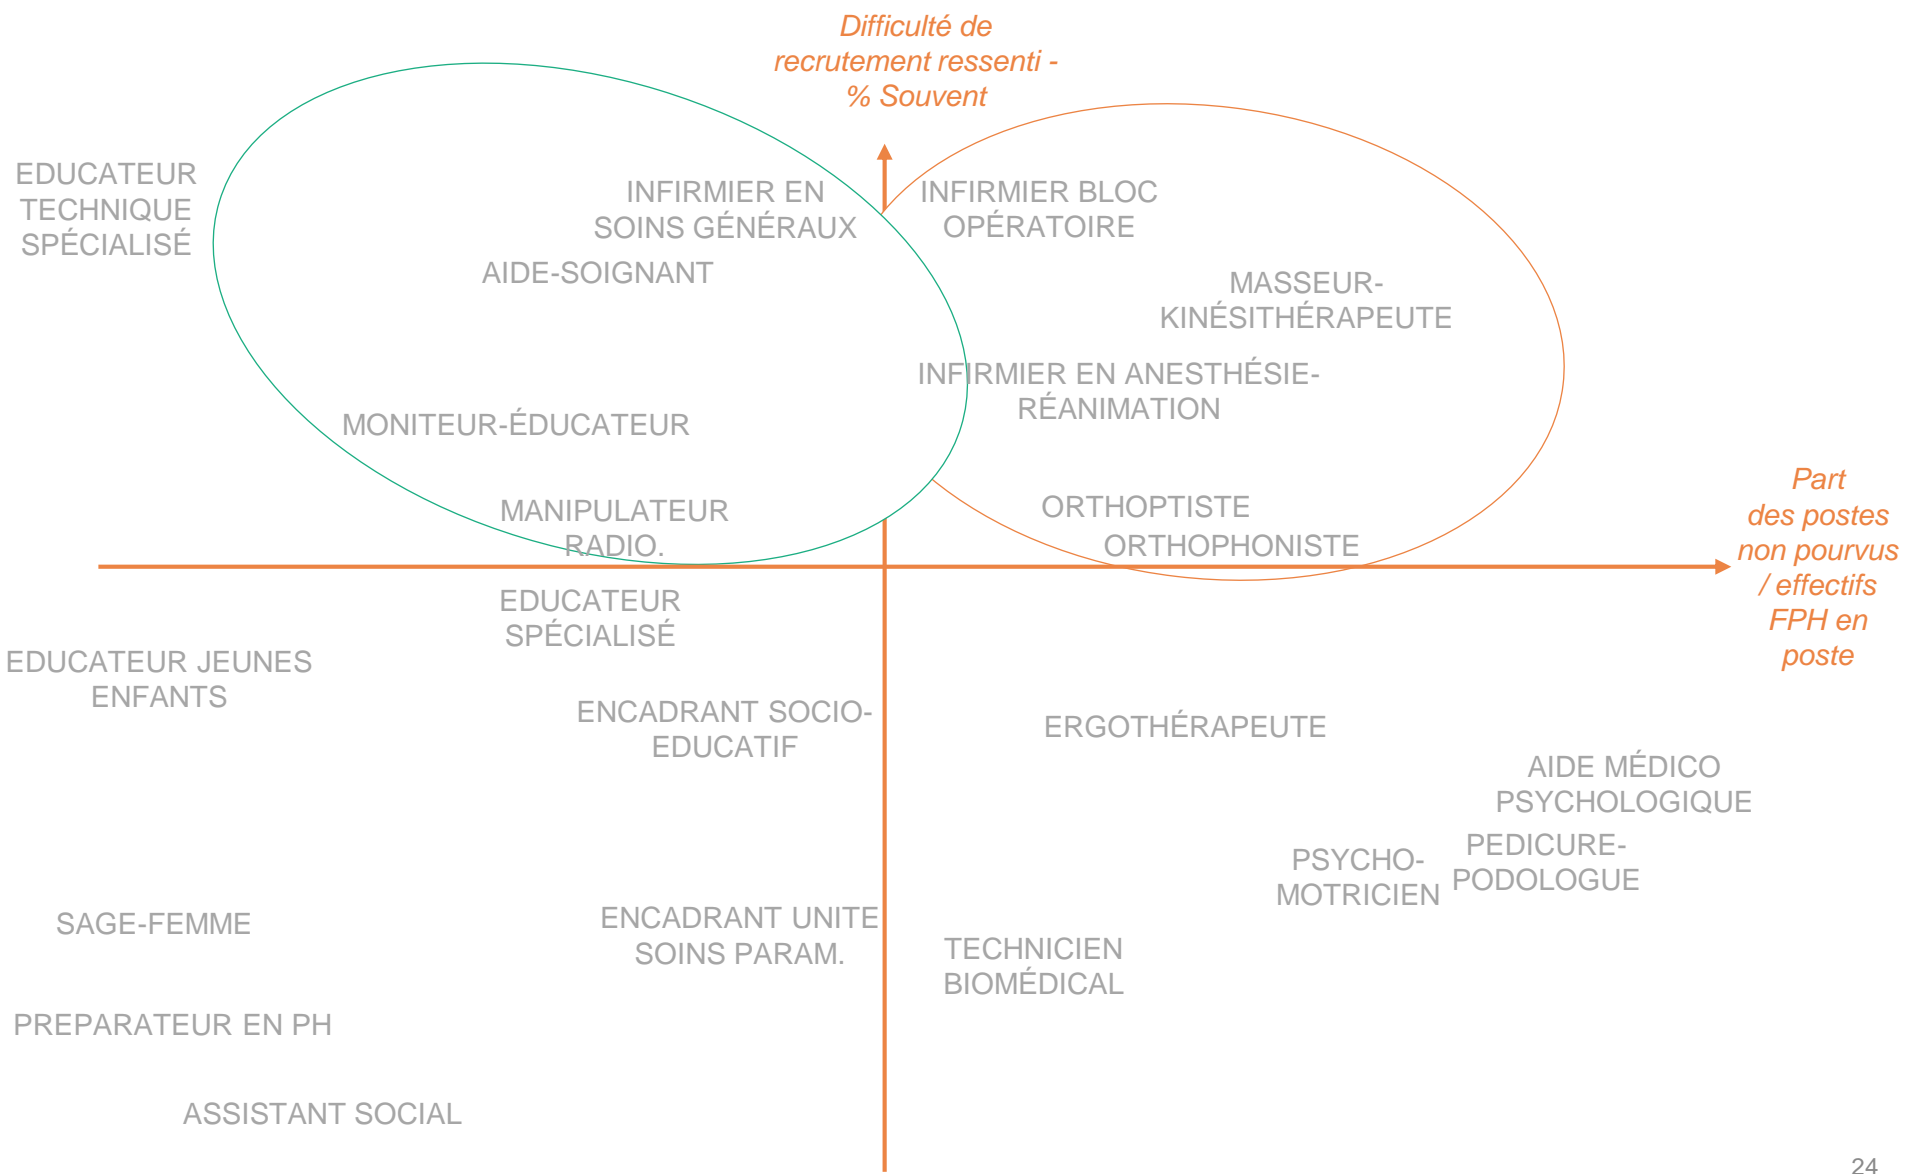 Difficulté de
recrutement ressenti -
% Souvent
EDUCATEUR
TECHNIQUE
SPÉCIALISÉ
INFIRMIER EN
SOINS GÉNÉRAUX
INFIRMIER BLOC
OPÉRATOIRE
AIDE-SOIGNANT
MASSEUR-
KINÉSITHÉRAPEUTE
INFIRMIER EN ANESTHÉSIE-
RÉANIMATION
MONITEUR-ÉDUCATEUR
MANIPULATEUR
RADIO.
ORTHOPTISTE
ORTHOPHONISTE
Part
des postes
non pourvus
/ effectifs
FPH en
poste
EDUCATEUR
SPÉCIALISÉ
EDUCATEUR JEUNES
ENFANTS
ENCADRANT SOCIO-
EDUCATIF
ERGOTHÉRAPEUTE
AIDE MÉDICO
PSYCHOLOGIQUE
PSYCHO-
MOTRICIEN
PEDICURE-
PODOLOGUE
SAGE-FEMME
ENCADRANT UNITE
SOINS PARAM.
TECHNICIEN
BIOMÉDICAL
PREPARATEUR EN PH
ASSISTANT SOCIAL
24